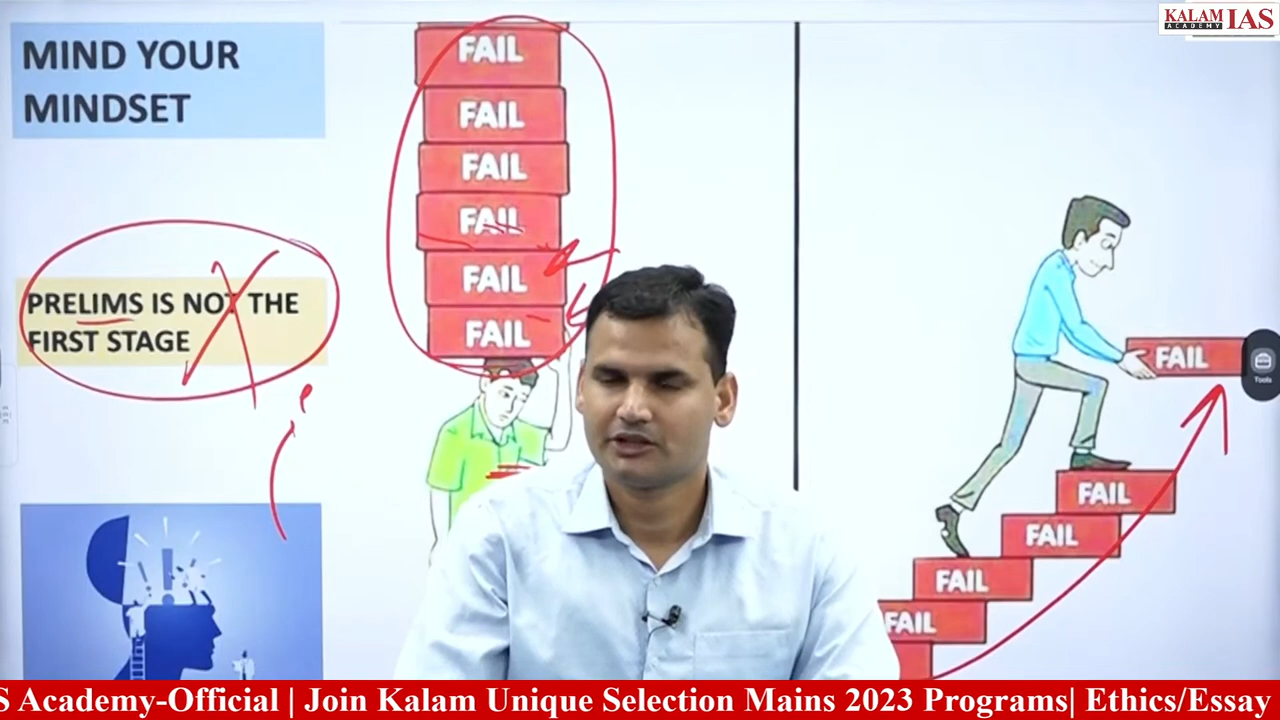 KALAM IAS
ACADEMY
MIND YOUR
MINDSET
PRELIMS IS NOT THE
FIRST STAGE
FAIL
FAIL
FAIL
FAIL
FAIL
FAIL
FAIL
FAIL
FAIL
FAIL
FAIL
Tools
S Academy-Official | Join Kalam Unique Selection Mains 2023 Programs| Ethics/Essay